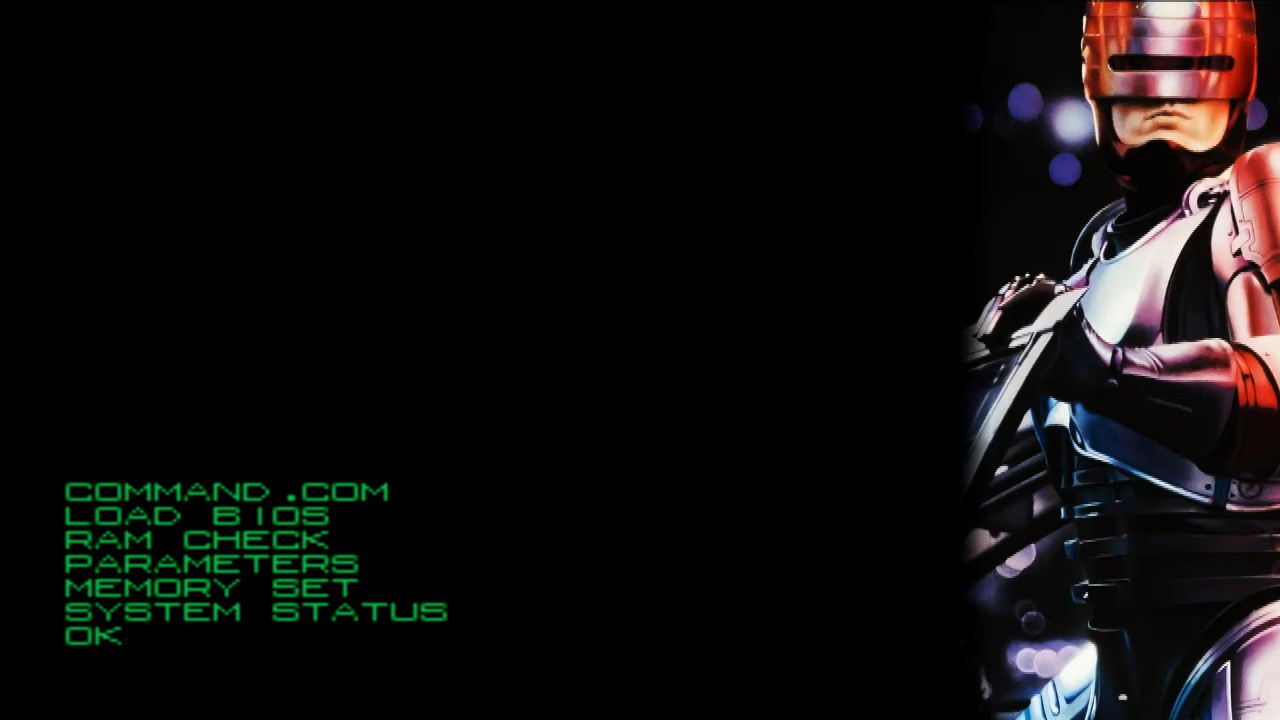 COMMAND.COM
LOAD BIOS
RAM CHECK
PARAMETERS
MEMORY SET
SYSTEM STATUS
OK